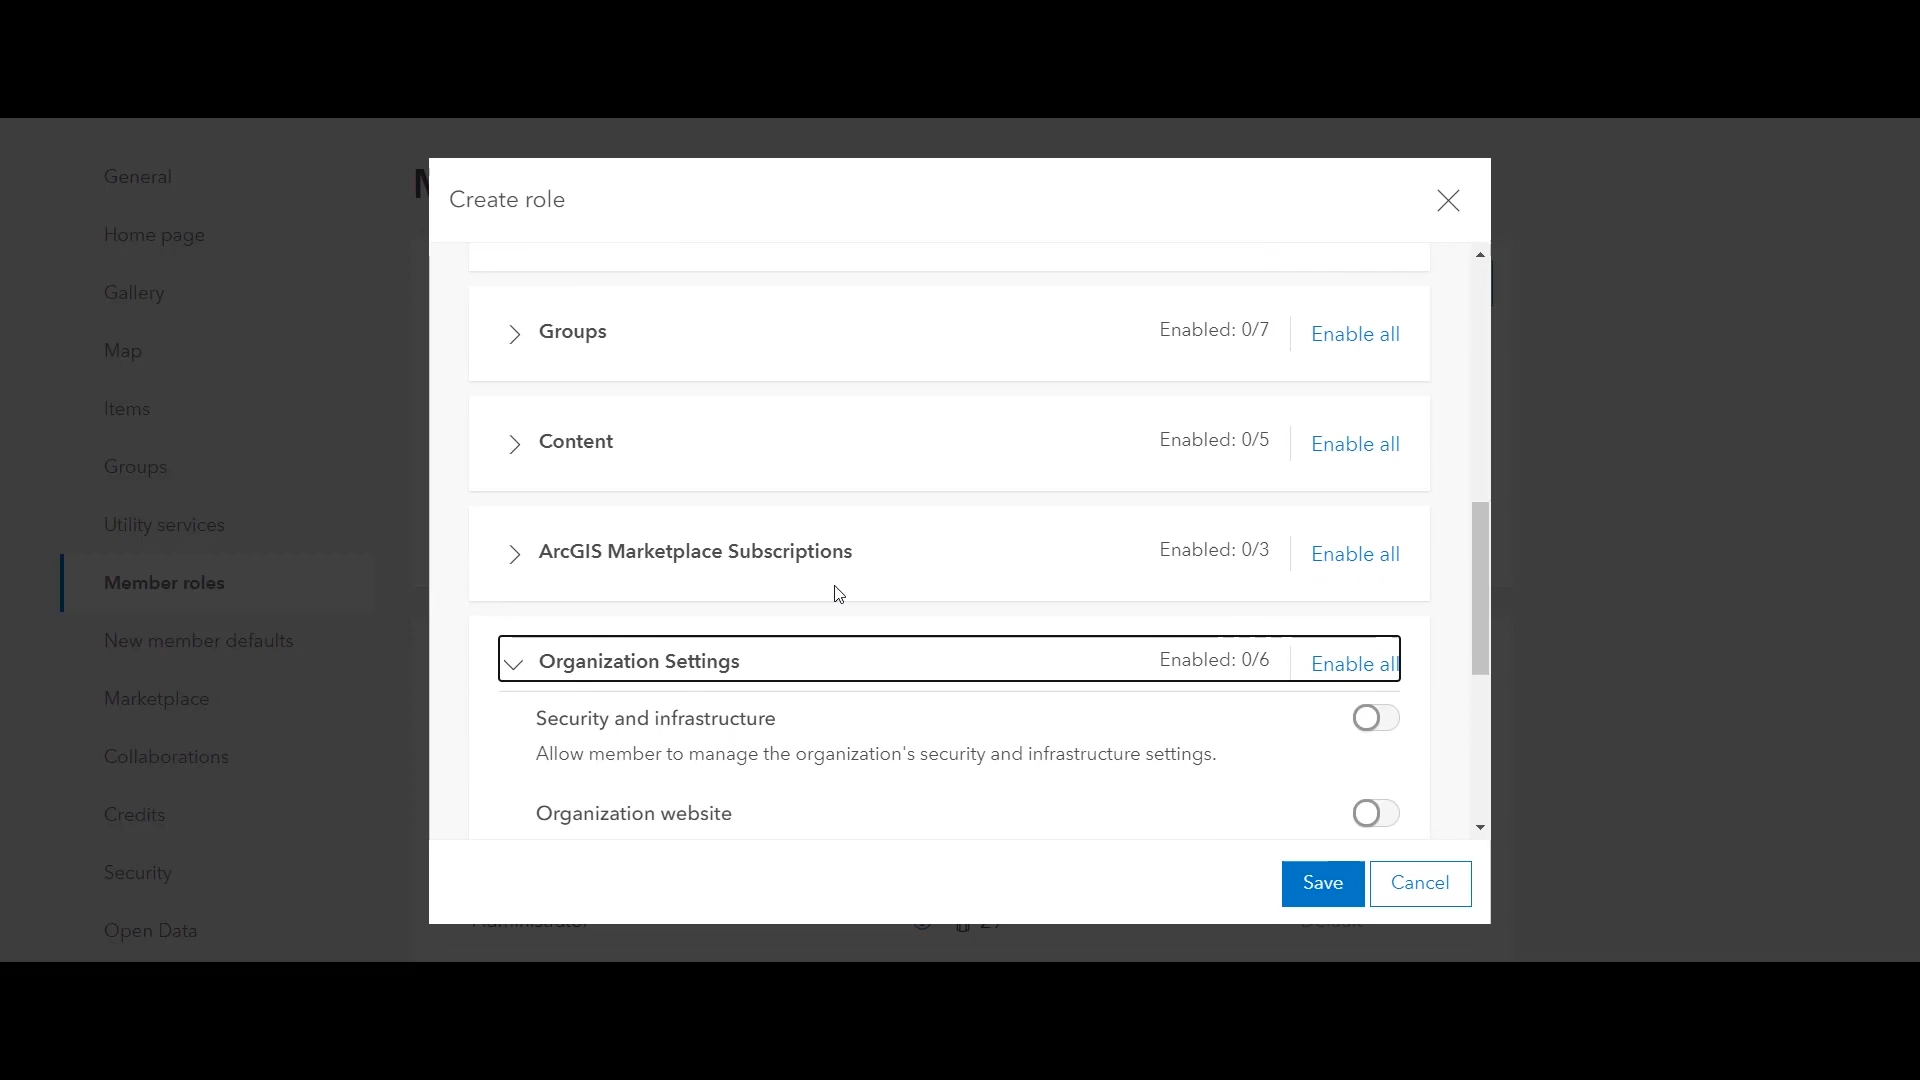 General
Home page
Gallery
Map
Items
Groups
Utility services
Member roles
New member defaults
Marketplace
Collaborations
Credits
Security
Open Data
Create role
Groups Enabled: 0/7 Enable all
Content Enabled: 0/5 Enable all
ArcGIS Marketplace Subscriptions Enabled: 0/3 Enable all
Organization Settings Enabled: 0/6 Enable all
Security and infrastructure
Allow member to manage the organization's security and infrastructure settings.
Organization website
Save Cancel
Administrator Default